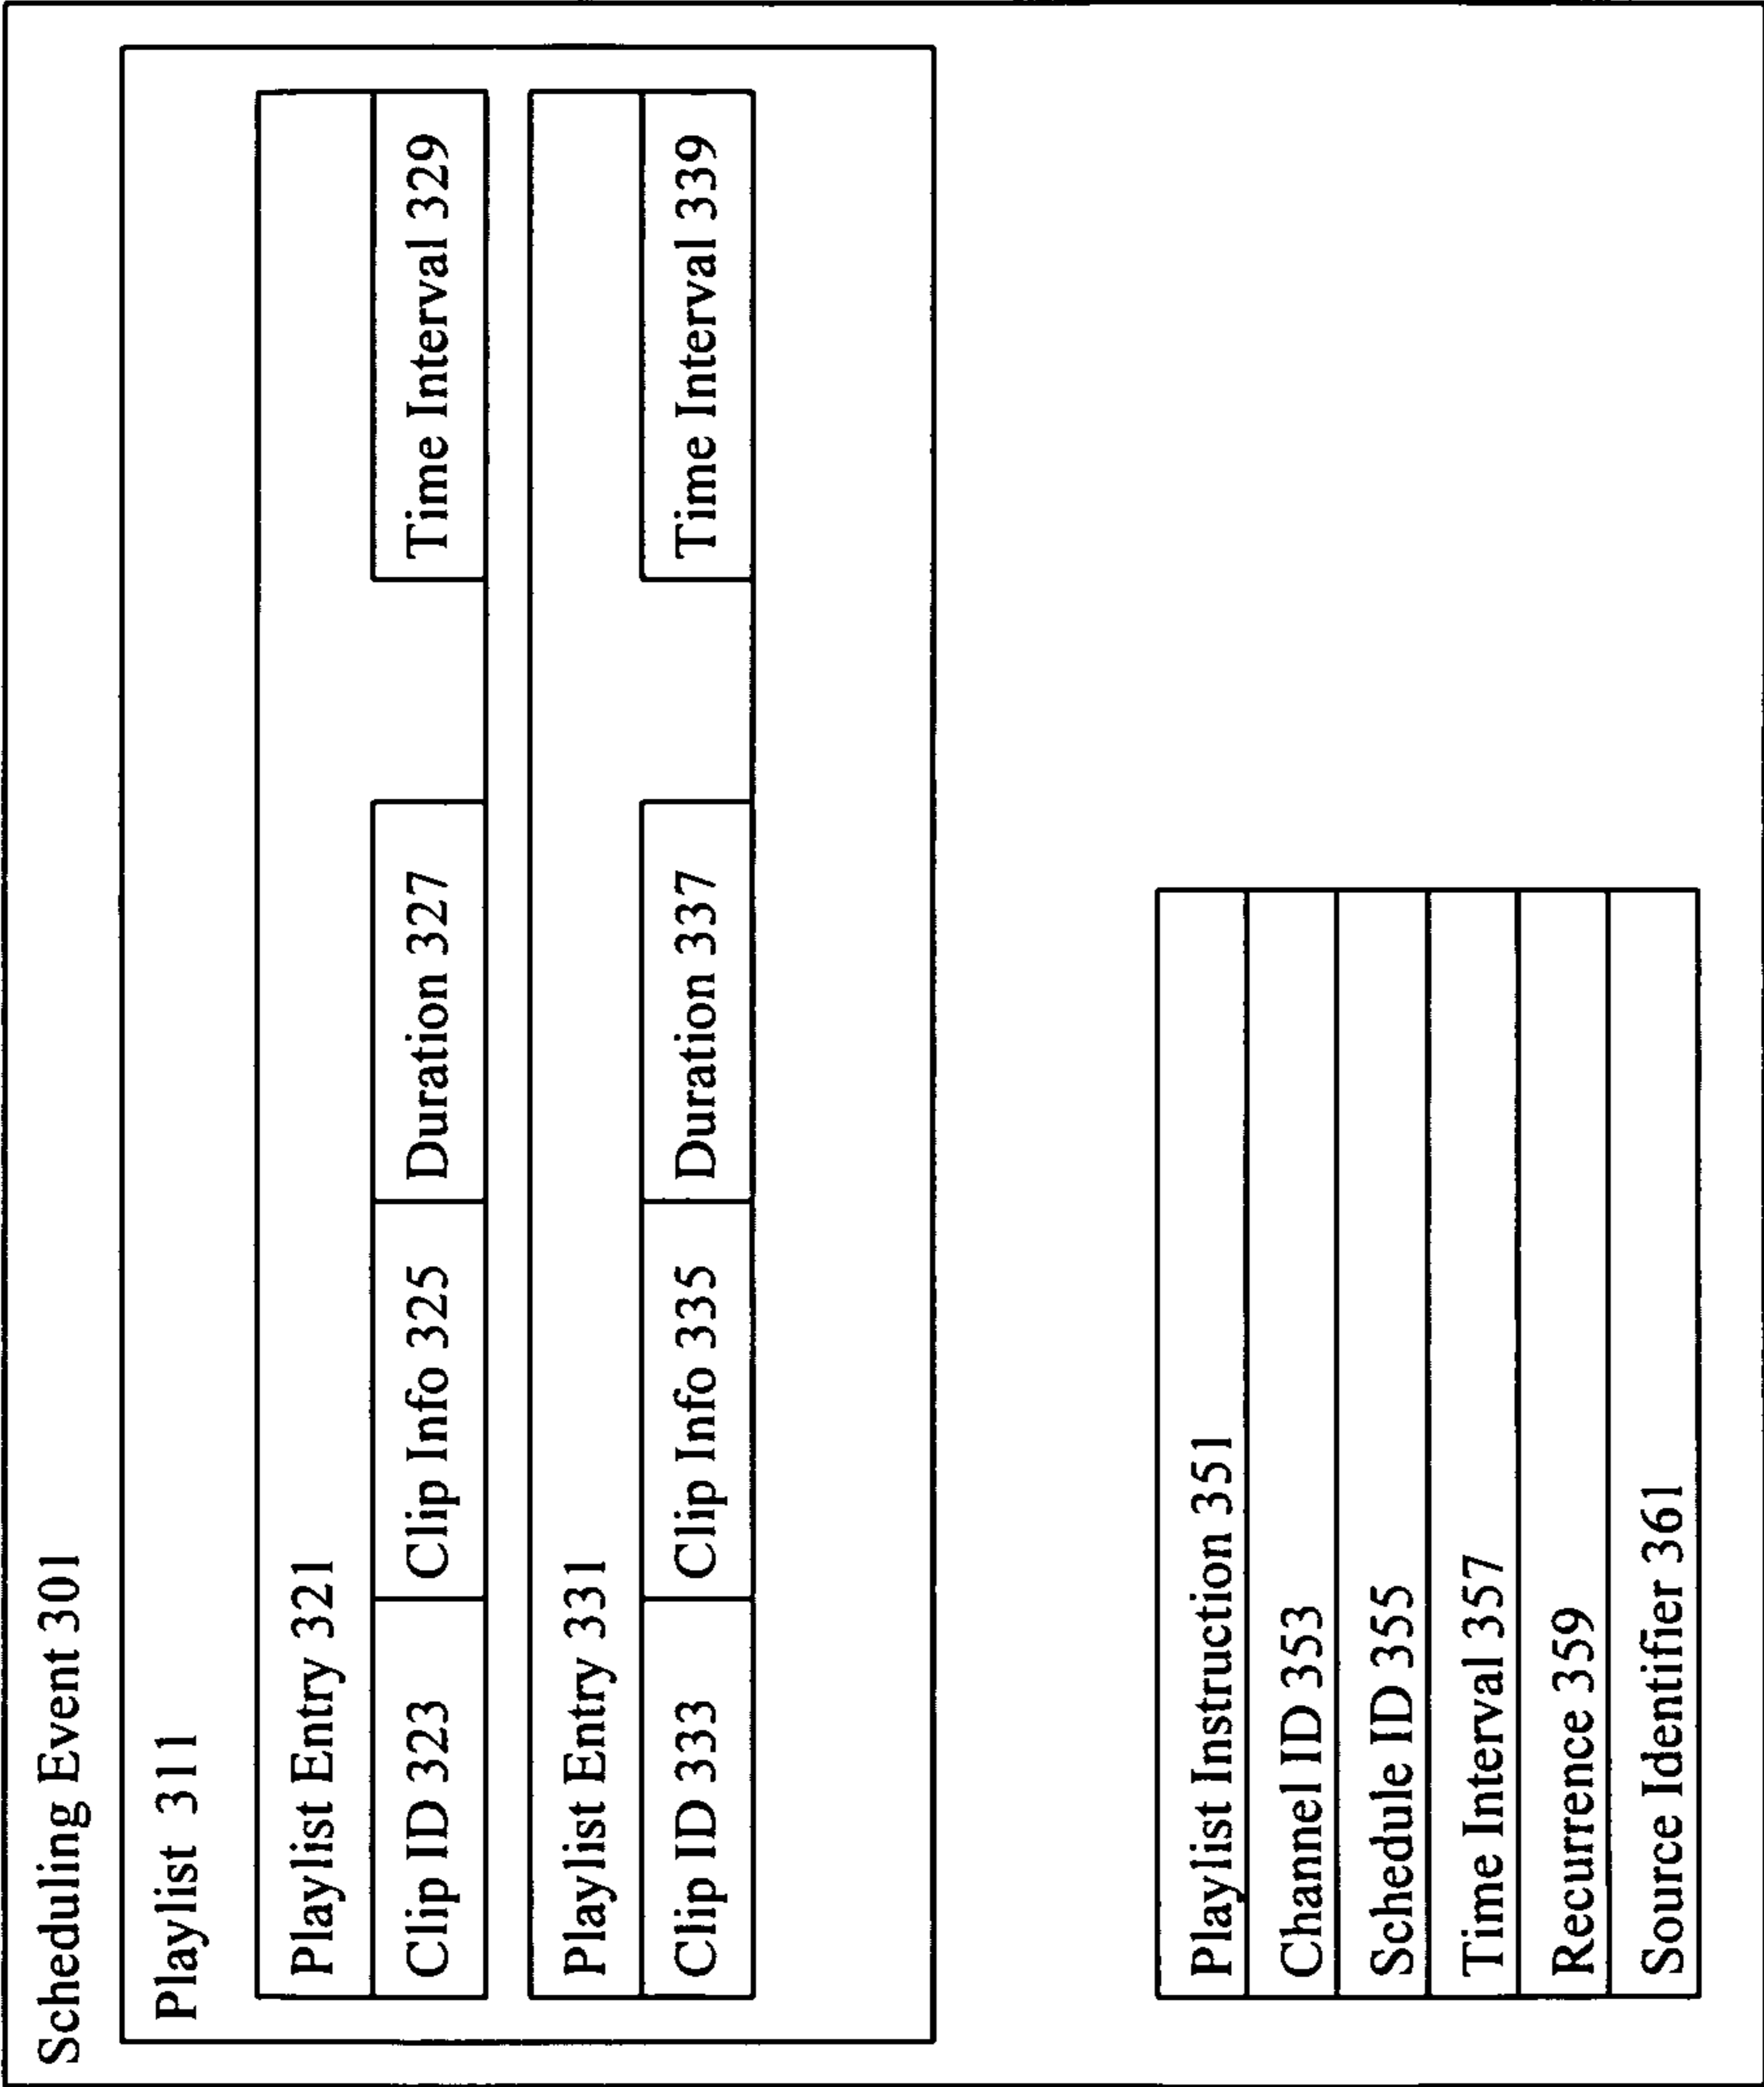 Scheduling Event 301
Playlist 311
Playlist Entry 321
Clip ID 323
Clip Info 325
Duration 327
Time Interval 329
Playlist Entry 331
Clip ID 333
Clip Info 335
Duration 337
Time Interval 339
Playlist Instruction 351
Channel ID 353
Schedule ID 355
Time Interval 357
Recurrence 359
Source Identifier 361